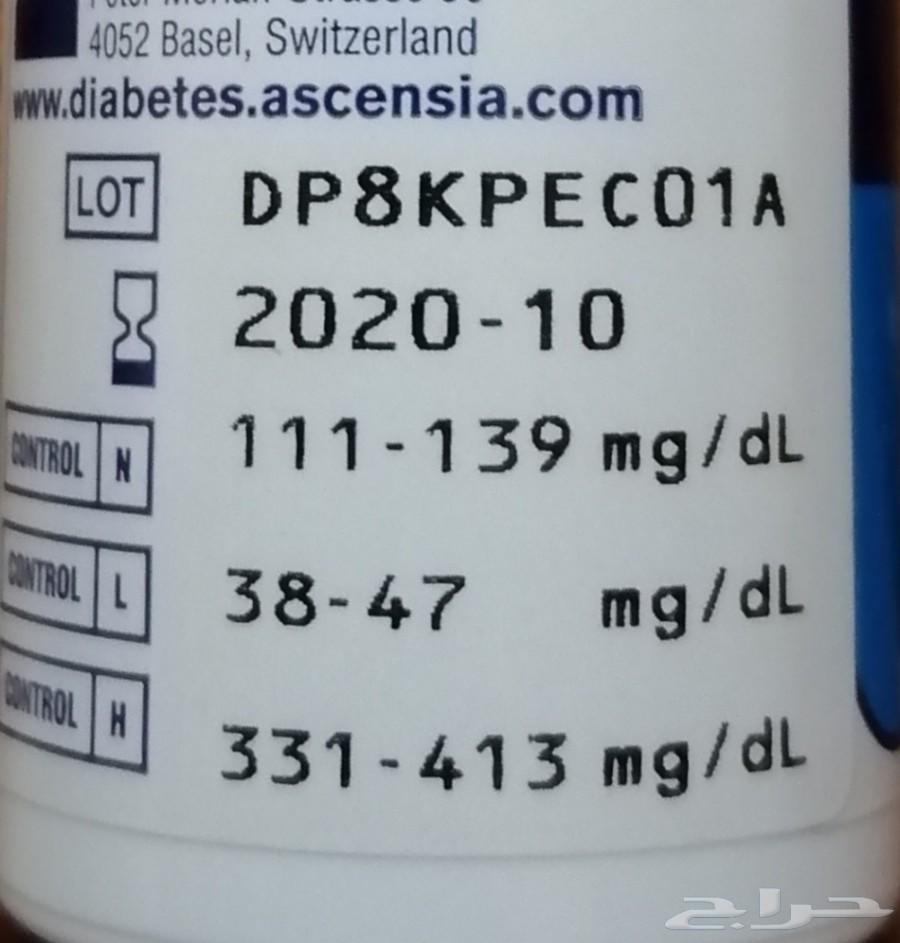 4052 Basel, Switzerland
www.diabetes.ascensia.com
LOT DP8KPEC01A
2020-10
CONTROL N 111-139 mg/dL
CONTROL L 38-47 mg/dL
CONTROL H 331-413 mg/dL
حراج